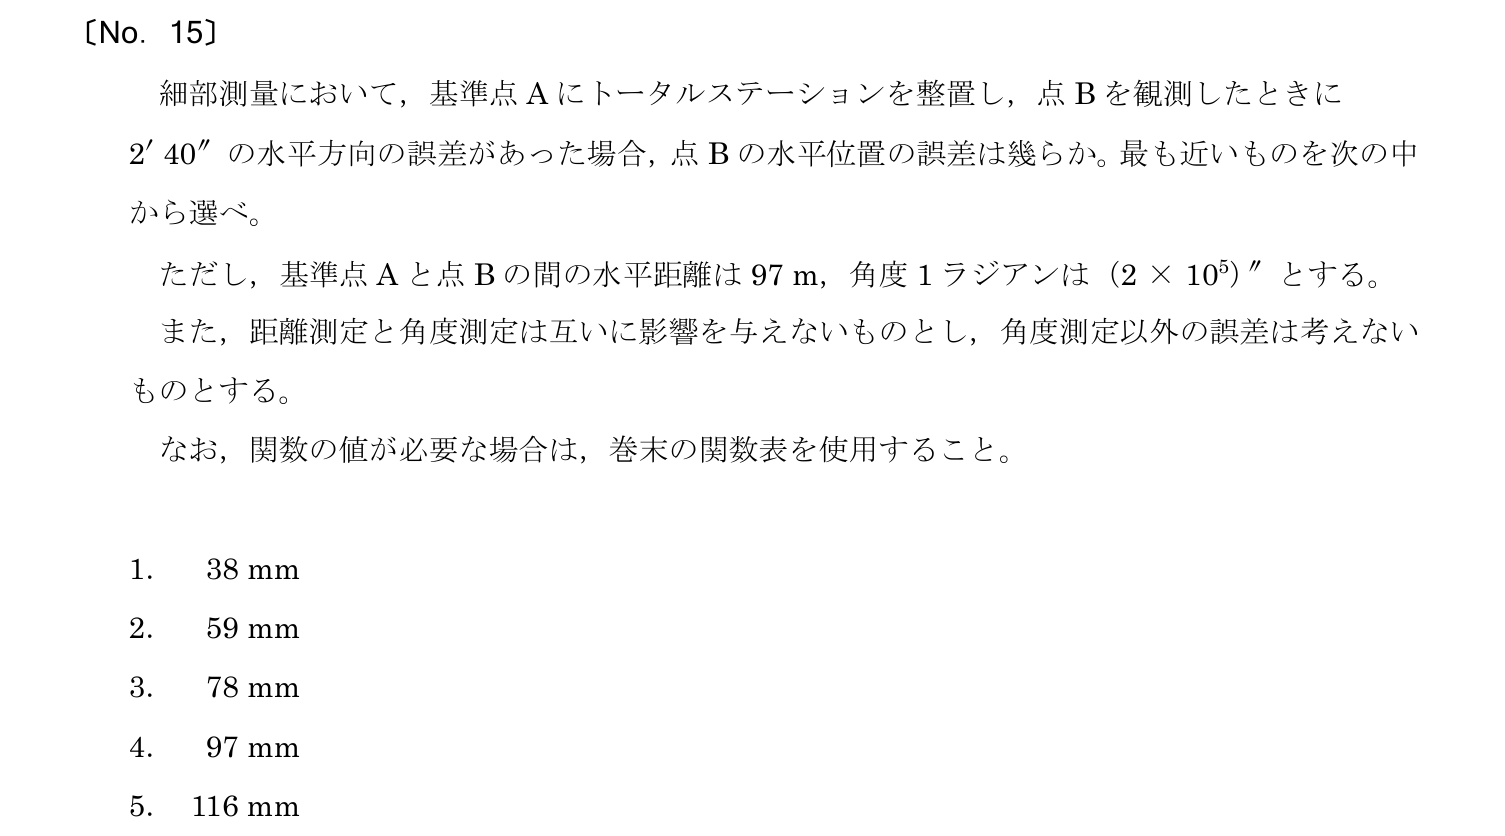 〔No. 15〕
細部測量において，基準点 A にトータルステーションを整置し，点 B を観測したときに
2′ 40″ の水平方向の誤差があった場合，点 B の水平位置の誤差は幾らか。最も近いものを次の中
から選べ。
ただし，基準点 A と点 B の間の水平距離は 97 m，角度 1 ラジアンは（2 × 10⁵）″ とする。
また，距離測定と角度測定は互いに影響を与えないものとし，角度測定以外の誤差は考えない
ものとする。
なお，関数の値が必要な場合は，巻末の関数表を使用すること。
1. 38 mm
2. 59 mm
3. 78 mm
4. 97 mm
5. 116 mm